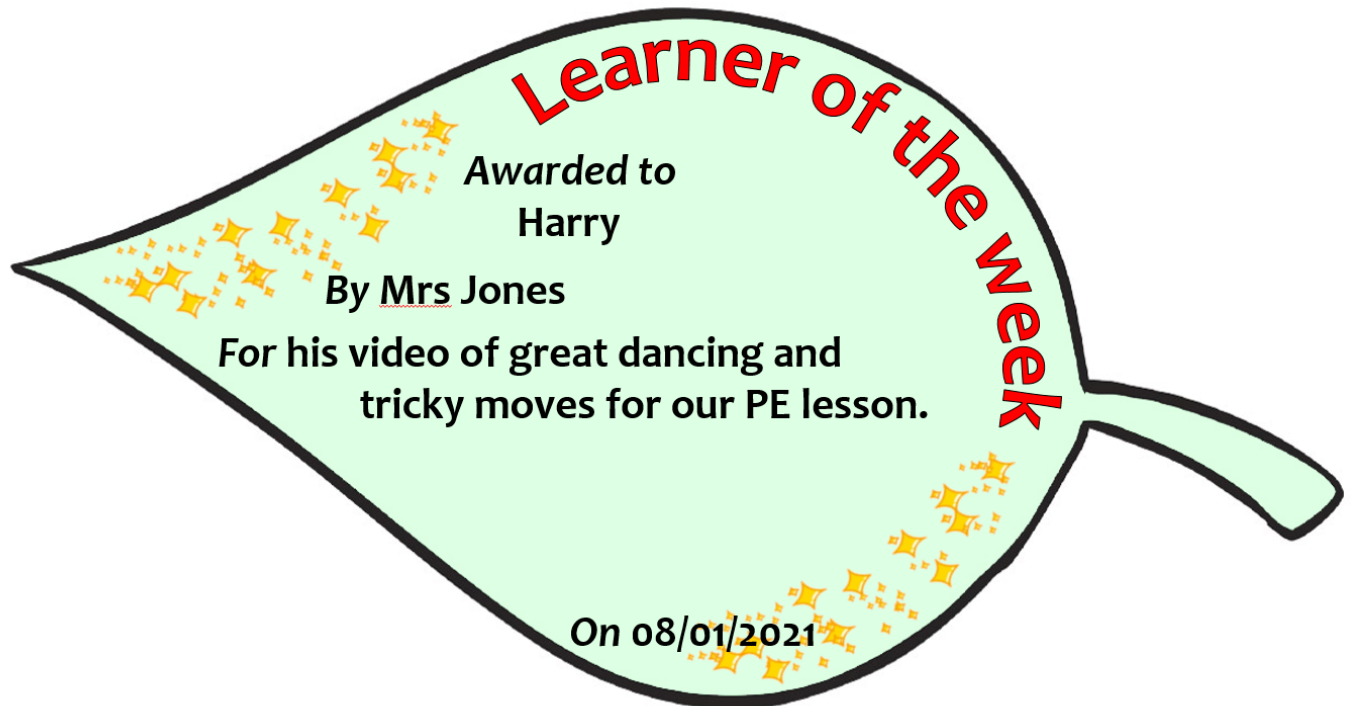 Learner of the week
Awarded to
Harry
By Mrs Jones
For his video of great dancing and
tricky moves for our PE lesson.
On 08/01/2021